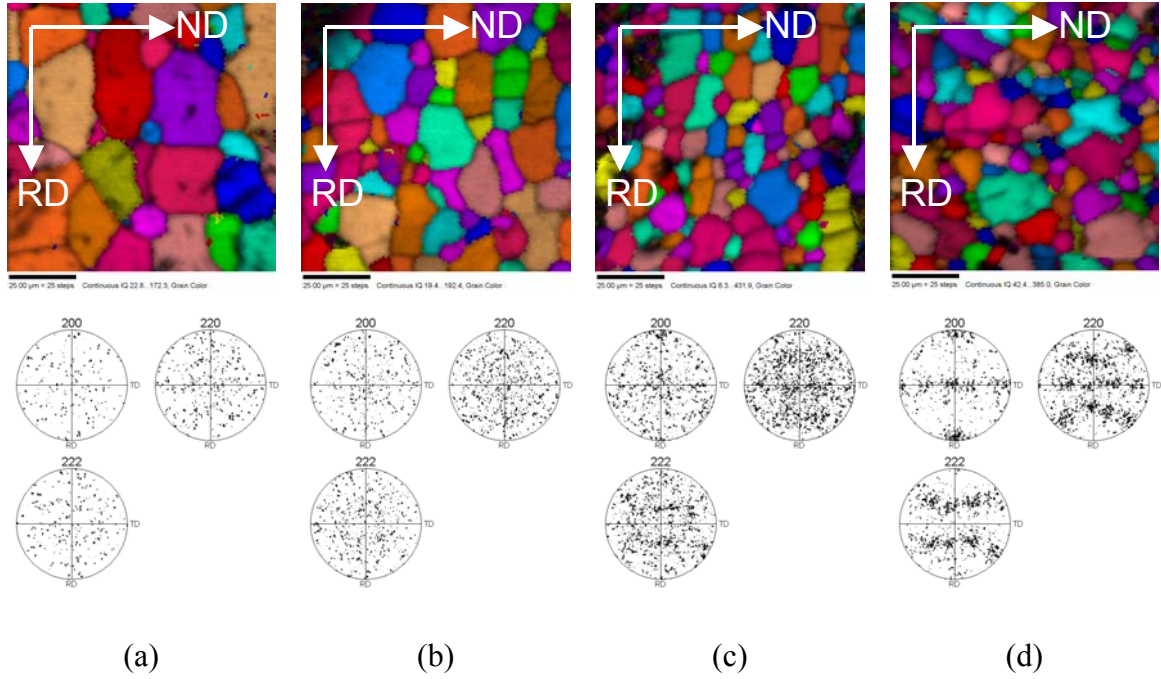 ND
RD
25.00 µm = 25 steps Continuous IQ 22.8...172.3, Grain Color
200
220
TD
TD
RD
RD
222
TD
RD
(a)
ND
RD
25.00 µm = 25 steps Continuous IQ 19.4...192.4, Grain Color
200
220
TD
TD
RD
RD
222
TD
RD
(b)
ND
RD
25.00 µm = 25 steps Continuous IQ 8.3...431.9, Grain Color
200
220
TD
TD
RD
RD
222
TD
RD
(c)
ND
RD
25.00 µm = 25 steps Continuous IQ 42.4...385.0, Grain Color
200
220
TD
TD
RD
RD
222
TD
RD
(d)